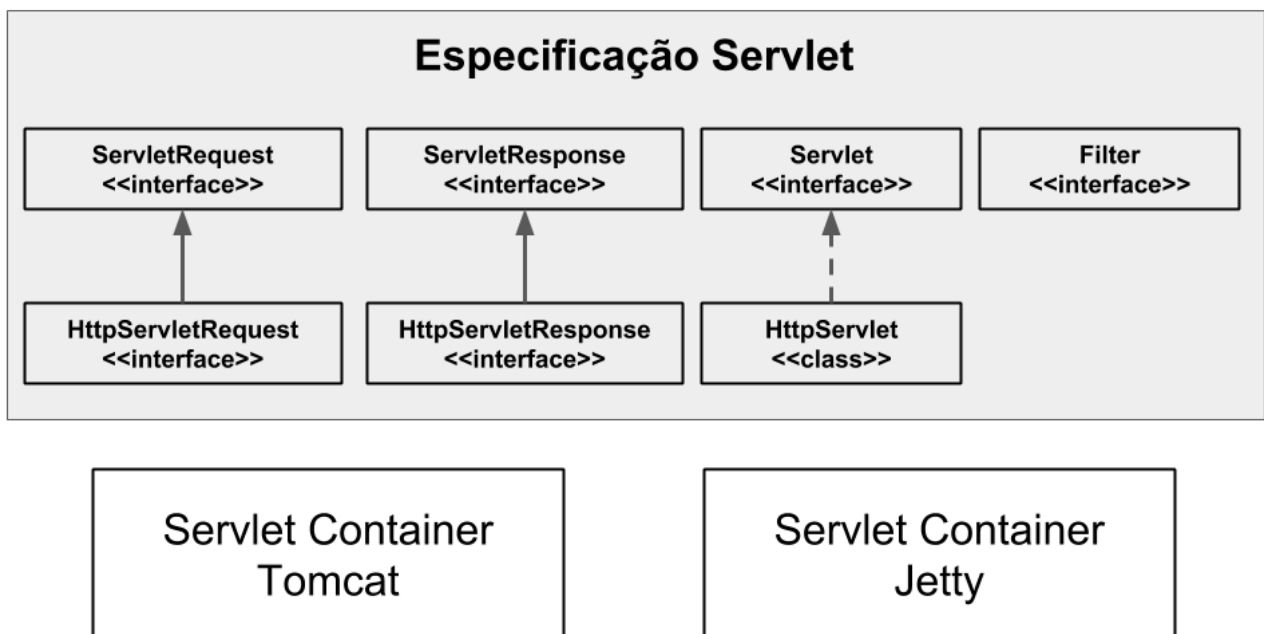 Especificação Servlet
ServletRequest
<<interface>>
ServletResponse
<<interface>>
Servlet
<<interface>>
Filter
<<interface>>
HttpServletRequest
<<interface>>
HttpServletResponse
<<interface>>
HttpServlet
<<class>>
Servlet Container
Tomcat
Servlet Container
Jetty